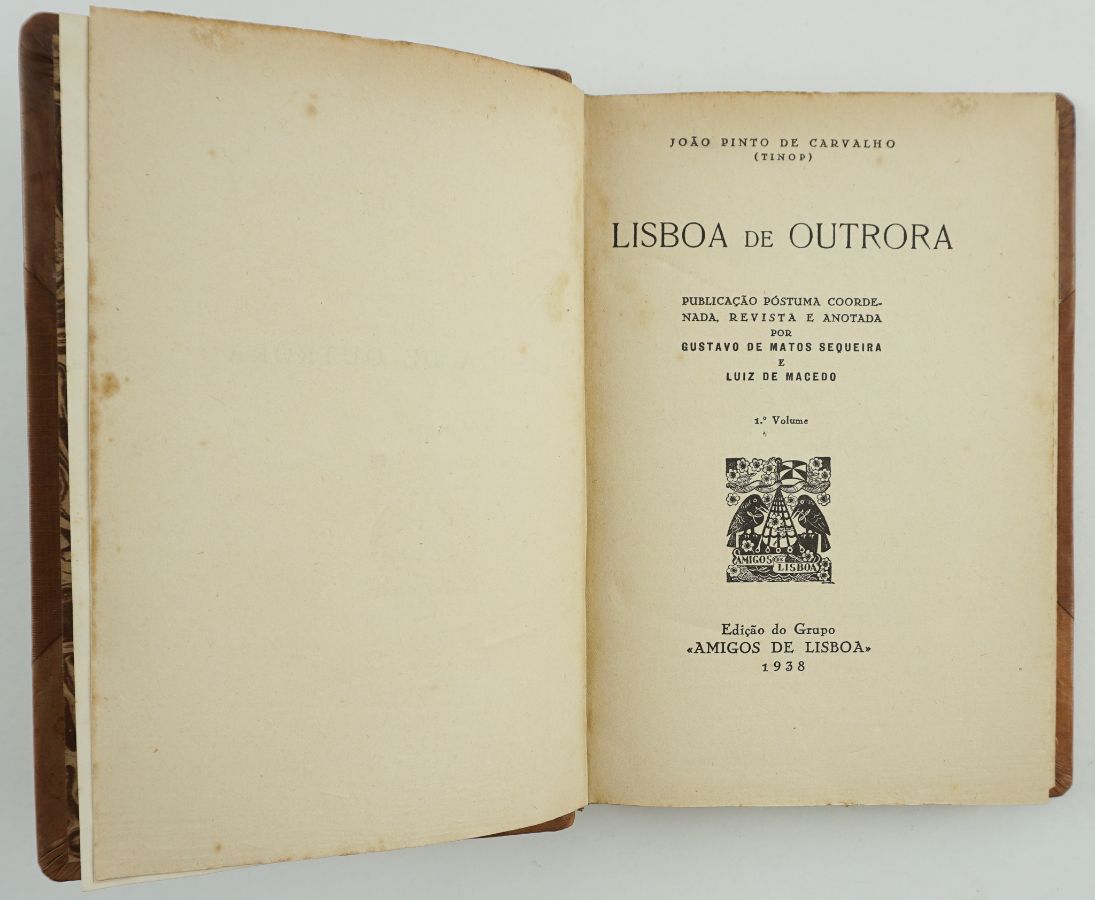 JOÃO PINTO DE CARVALHO
(TINOP)
LISBOA DE OUTRORA
PUBLICAÇÃO PÓSTUMA COORDE-
NADA, REVISTA E ANOTADA
POR
GUSTAVO DE MATOS SEQUEIRA
E
LUIZ DE MACEDO
1.º Volume
AMIGOS DE
LISBOA
Edição do Grupo
«AMIGOS DE LISBOA»
1938